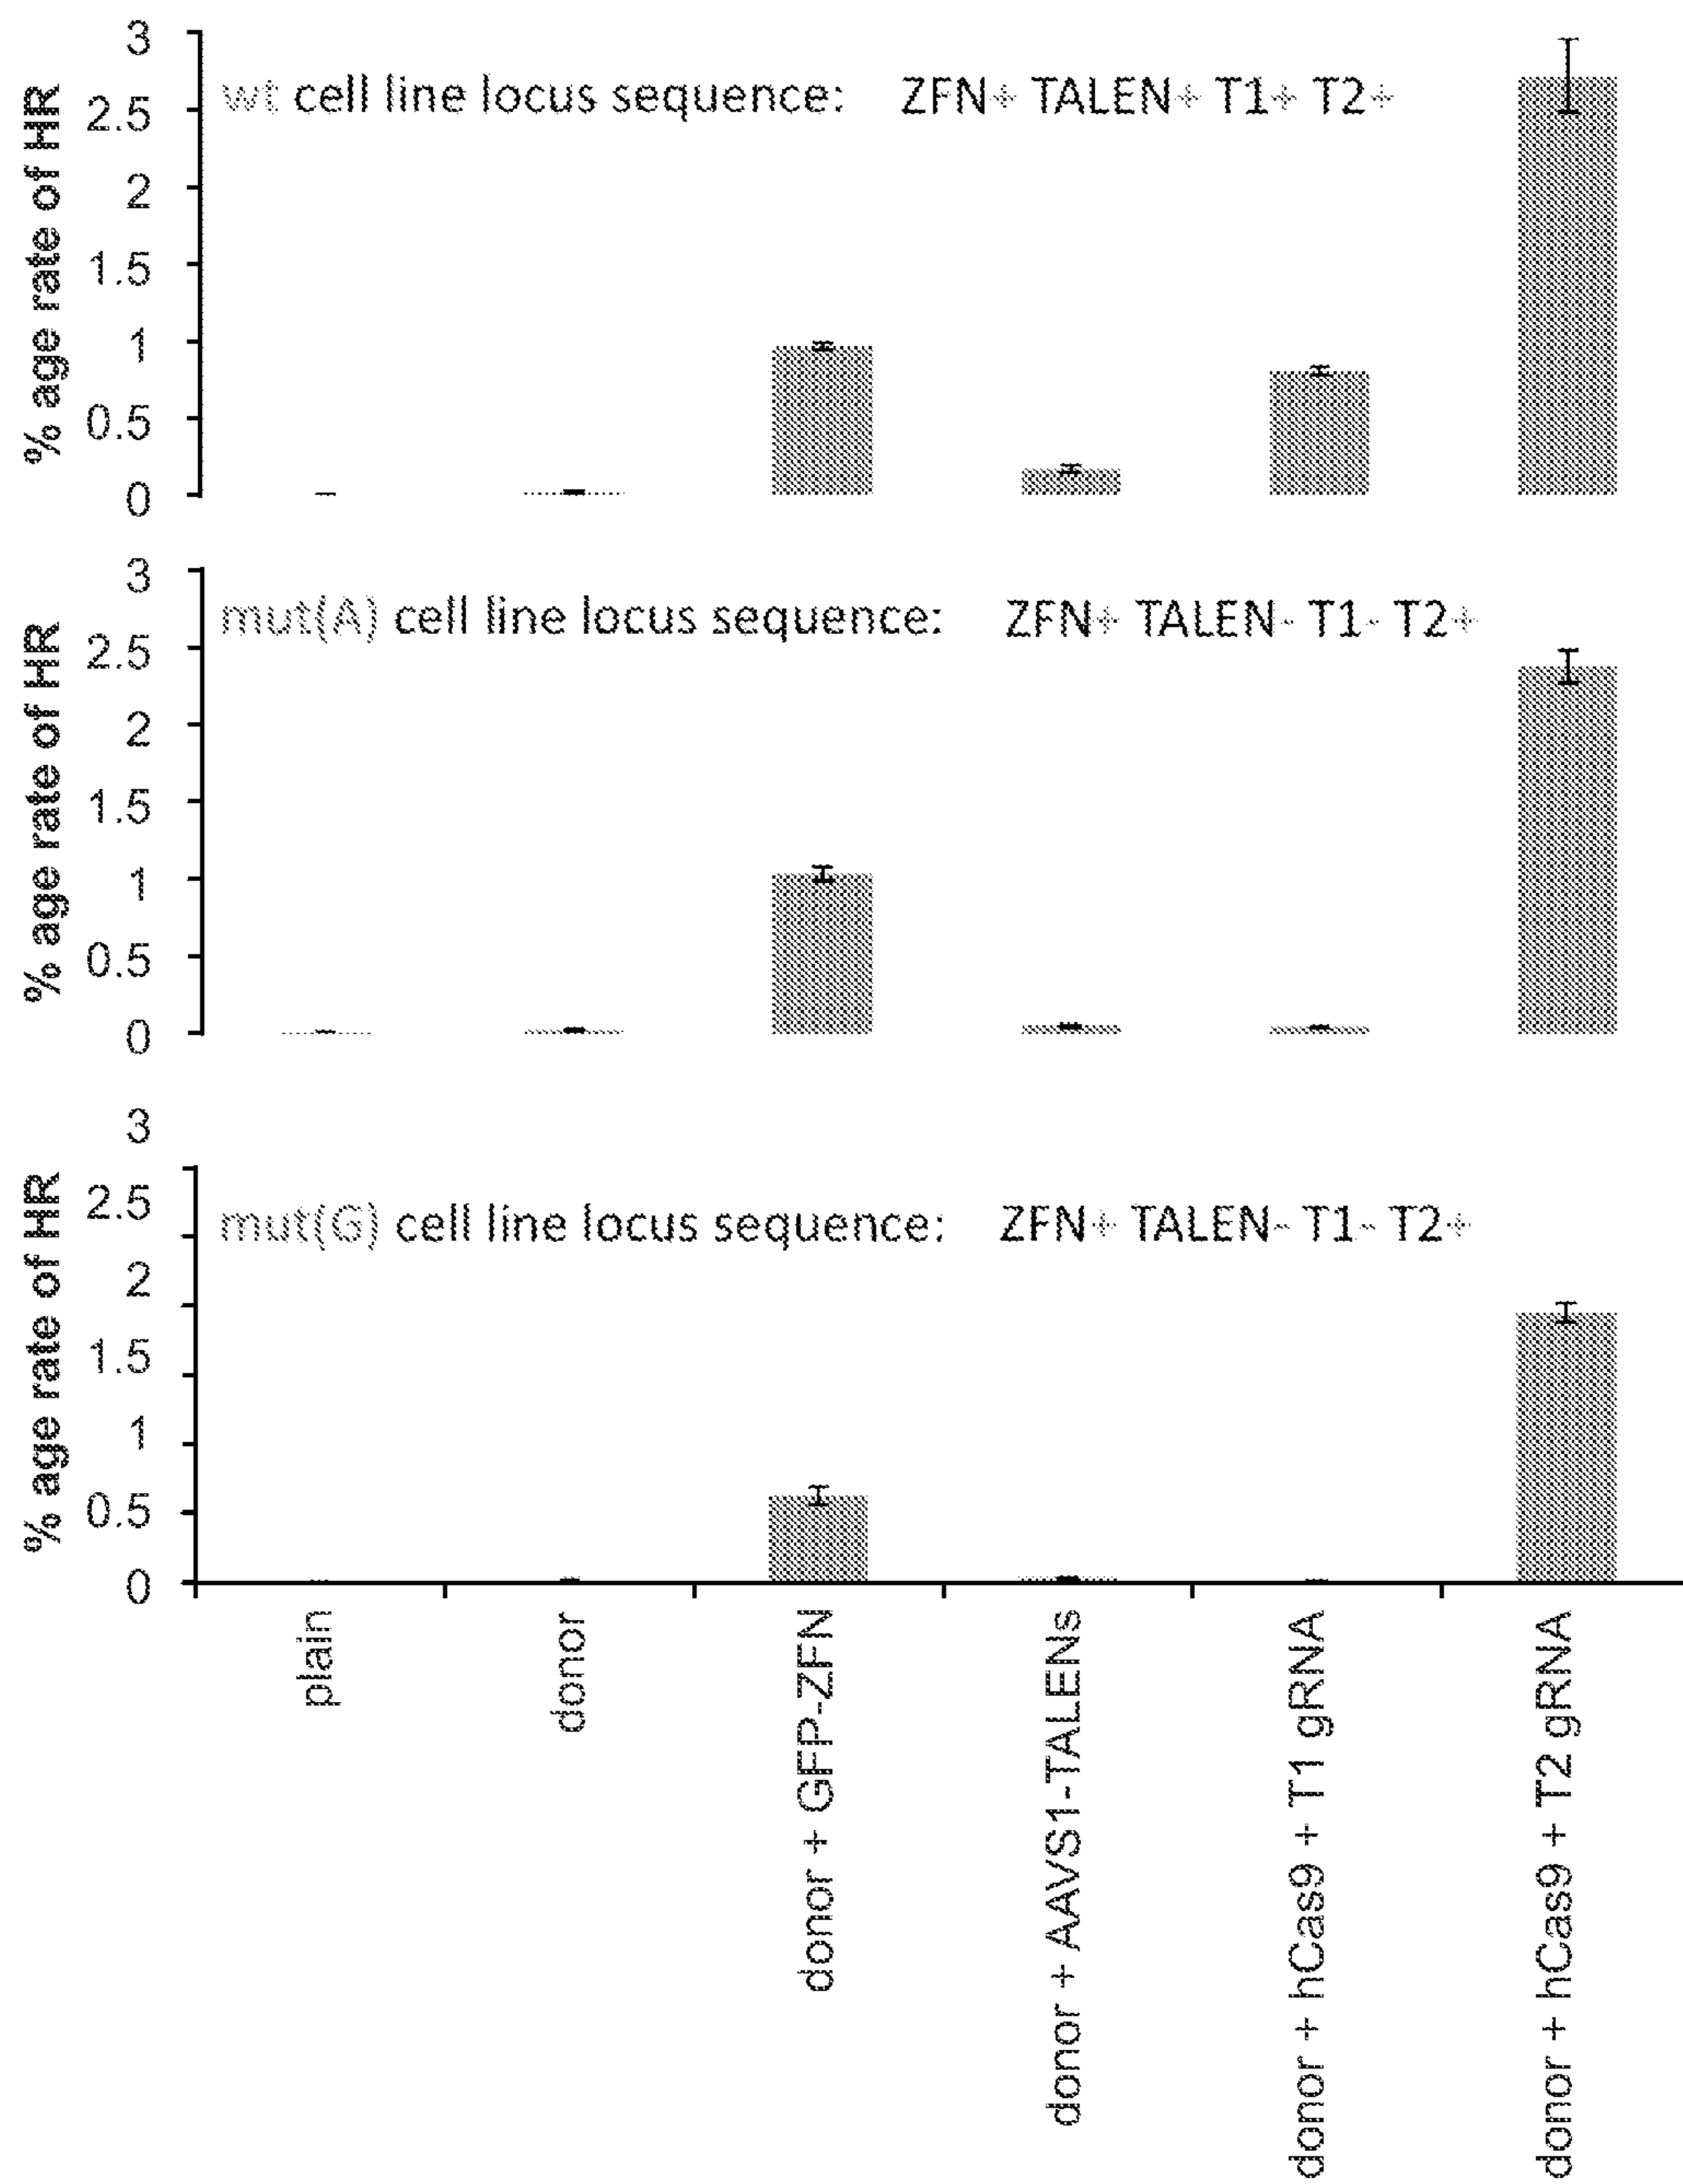 % age rate of HR
3
2.5
2
1.5
1
0.5
0
wt cell line locus sequence: ZFN+ TALEN+ T1+ T2+
% age rate of HR
3
2.5
2
1.5
1
0.5
0
mut(A) cell line locus sequence: ZFN+ TALEN- T1- T2+
% age rate of HR
3
2.5
2
1.5
1
0.5
0
mut(G) cell line locus sequence: ZFN+ TALEN- T1- T2+
plain
donor
donor + GFP-ZFN
donor + AAVS1-TALENs
donor + hCas9 + T1 gRNA
donor + hCas9 + T2 gRNA